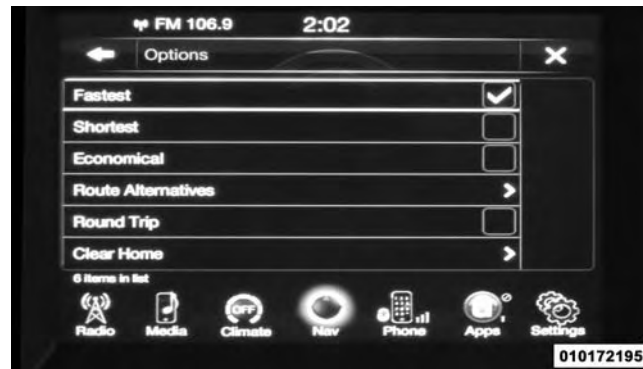 FM 106.9 2:02
Options
Fastest
Shortest
Economical
Route Alternatives
Round Trip
Clear Home
6 items in list
OFF
Radio Media Climate Nav Phone Apps Settings
010172195